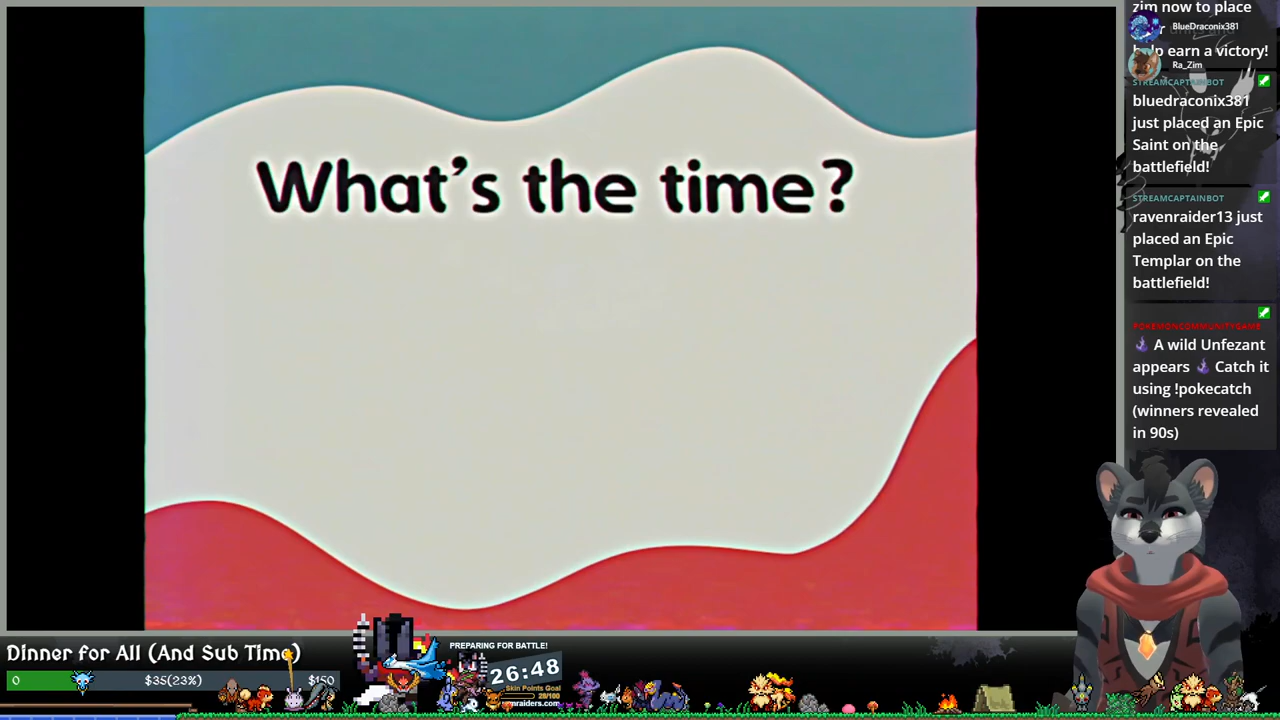 What's the time?
zim now to place
help earn a victory!
BlueDraconix381
Ra_Zim
STREAMCAPTAINBOT
bluedraconix381
just placed an Epic
Saint on the
battlefield!
STREAMCAPTAINBOT
ravenraider13 just
placed an Epic
Templar on the
battlefield!
POKEMONCOMMUNITYGAME
A wild Unfezant
appears Catch it
using !pokecatch
(winners revealed
in 90s)
Dinner for All (And Sub Time)
0 $35(23%) $150
PREPARING FOR BATTLE!
26:48
Skin Points Goal
28/100